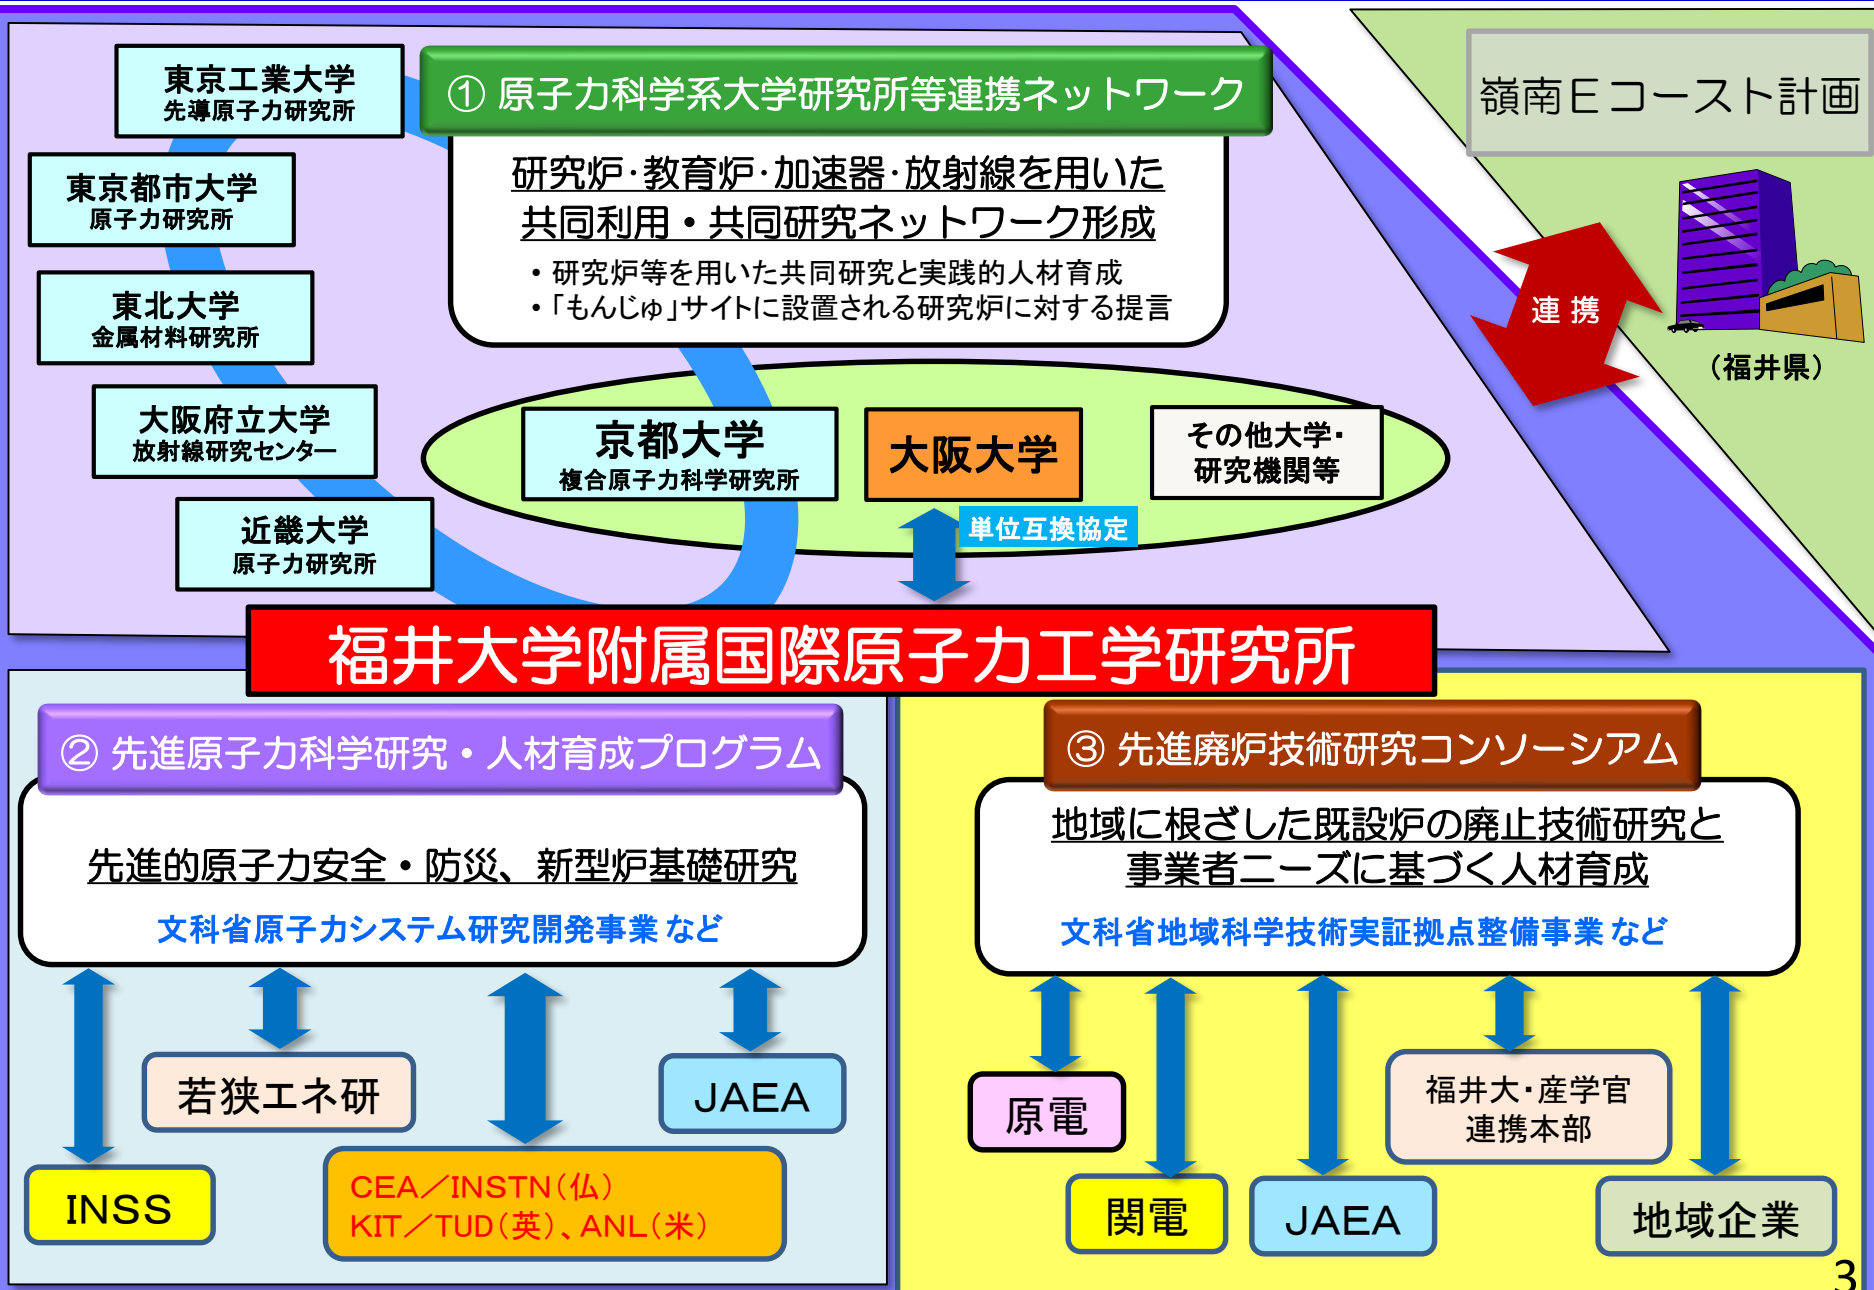 ① 原子力科学系大学研究所等連携ネットワーク
研究炉・教育炉・加速器・放射線を用いた
共同利用・共同研究ネットワーク形成
・研究炉等を用いた共同研究と実践的人材育成
・「もんじゅ」サイトに設置される研究炉に対する提言
東京工業大学
先導原子力研究所
東京都市大学
原子力研究所
東北大学
金属材料研究所
大阪府立大学
放射線研究センター
近畿大学
原子力研究所
京都大学
複合原子力科学研究所
大阪大学
その他大学・
研究機関等
単位互換協定
嶺南Eコースト計画
連携
（福井県）
福井大学附属国際原子力工学研究所
② 先進原子力科学研究・人材育成プログラム
先進的原子力安全・防災、新型炉基礎研究
文科省原子力システム研究開発事業 など
若狭エネ研
JAEA
INSS
CEA／INSTN（仏）
KIT／TUD（英）、ANL（米）
③ 先進廃炉技術研究コンソーシアム
地域に根ざした既設炉の廃止技術研究と
事業者ニーズに基づく人材育成
文科省地域科学技術実証拠点整備事業 など
原電
福井大・産学官
連携本部
関電
JAEA
地域企業
3